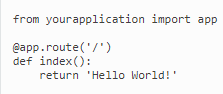 from yourapplication import app
@app.route('/')
def index():
    return 'Hello World!'